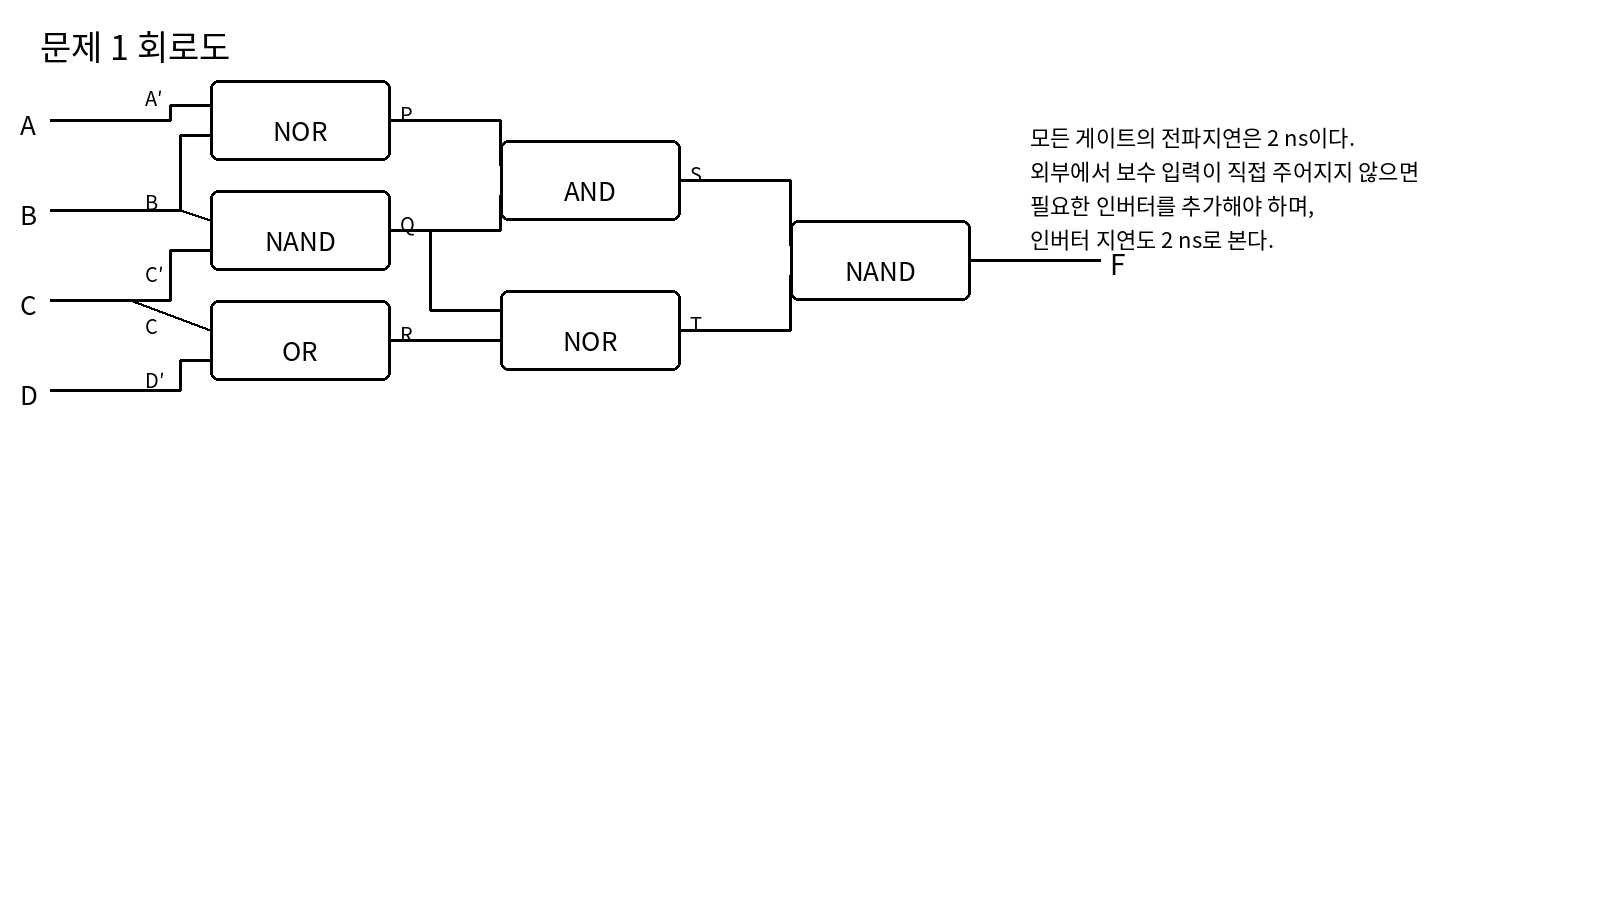 문제 1 회로도
A
A'
NOR
P
B
B
NAND
Q
C
C'
C
OR
R
D
D'
AND
S
NOR
T
NAND
F
모든 게이트의 전파지연은 2 ns이다.
외부에서 보수 입력이 직접 주어지지 않으면
필요한 인버터를 추가해야 하며,
인버터 지연도 2 ns로 본다.